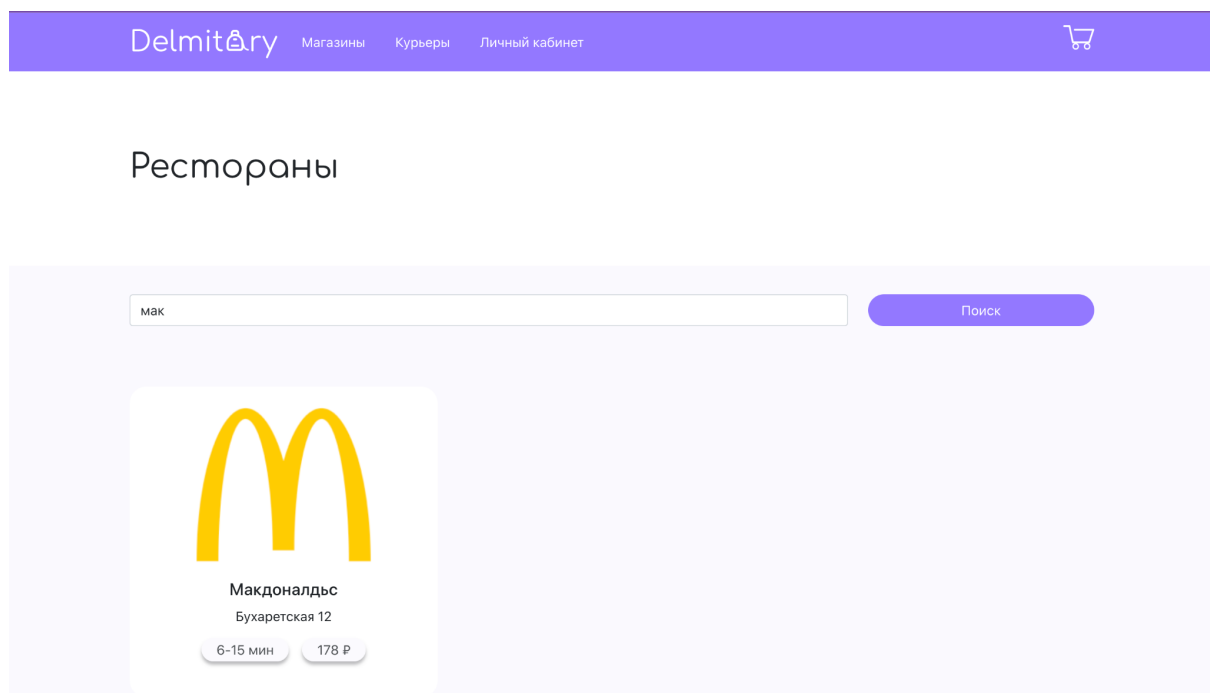 Delmitary Магазины Курьеры Личный кабинет
Рестораны
мак Поиск
Макдоналдьс
Бухаретская 12
6-15 мин 178 ₽